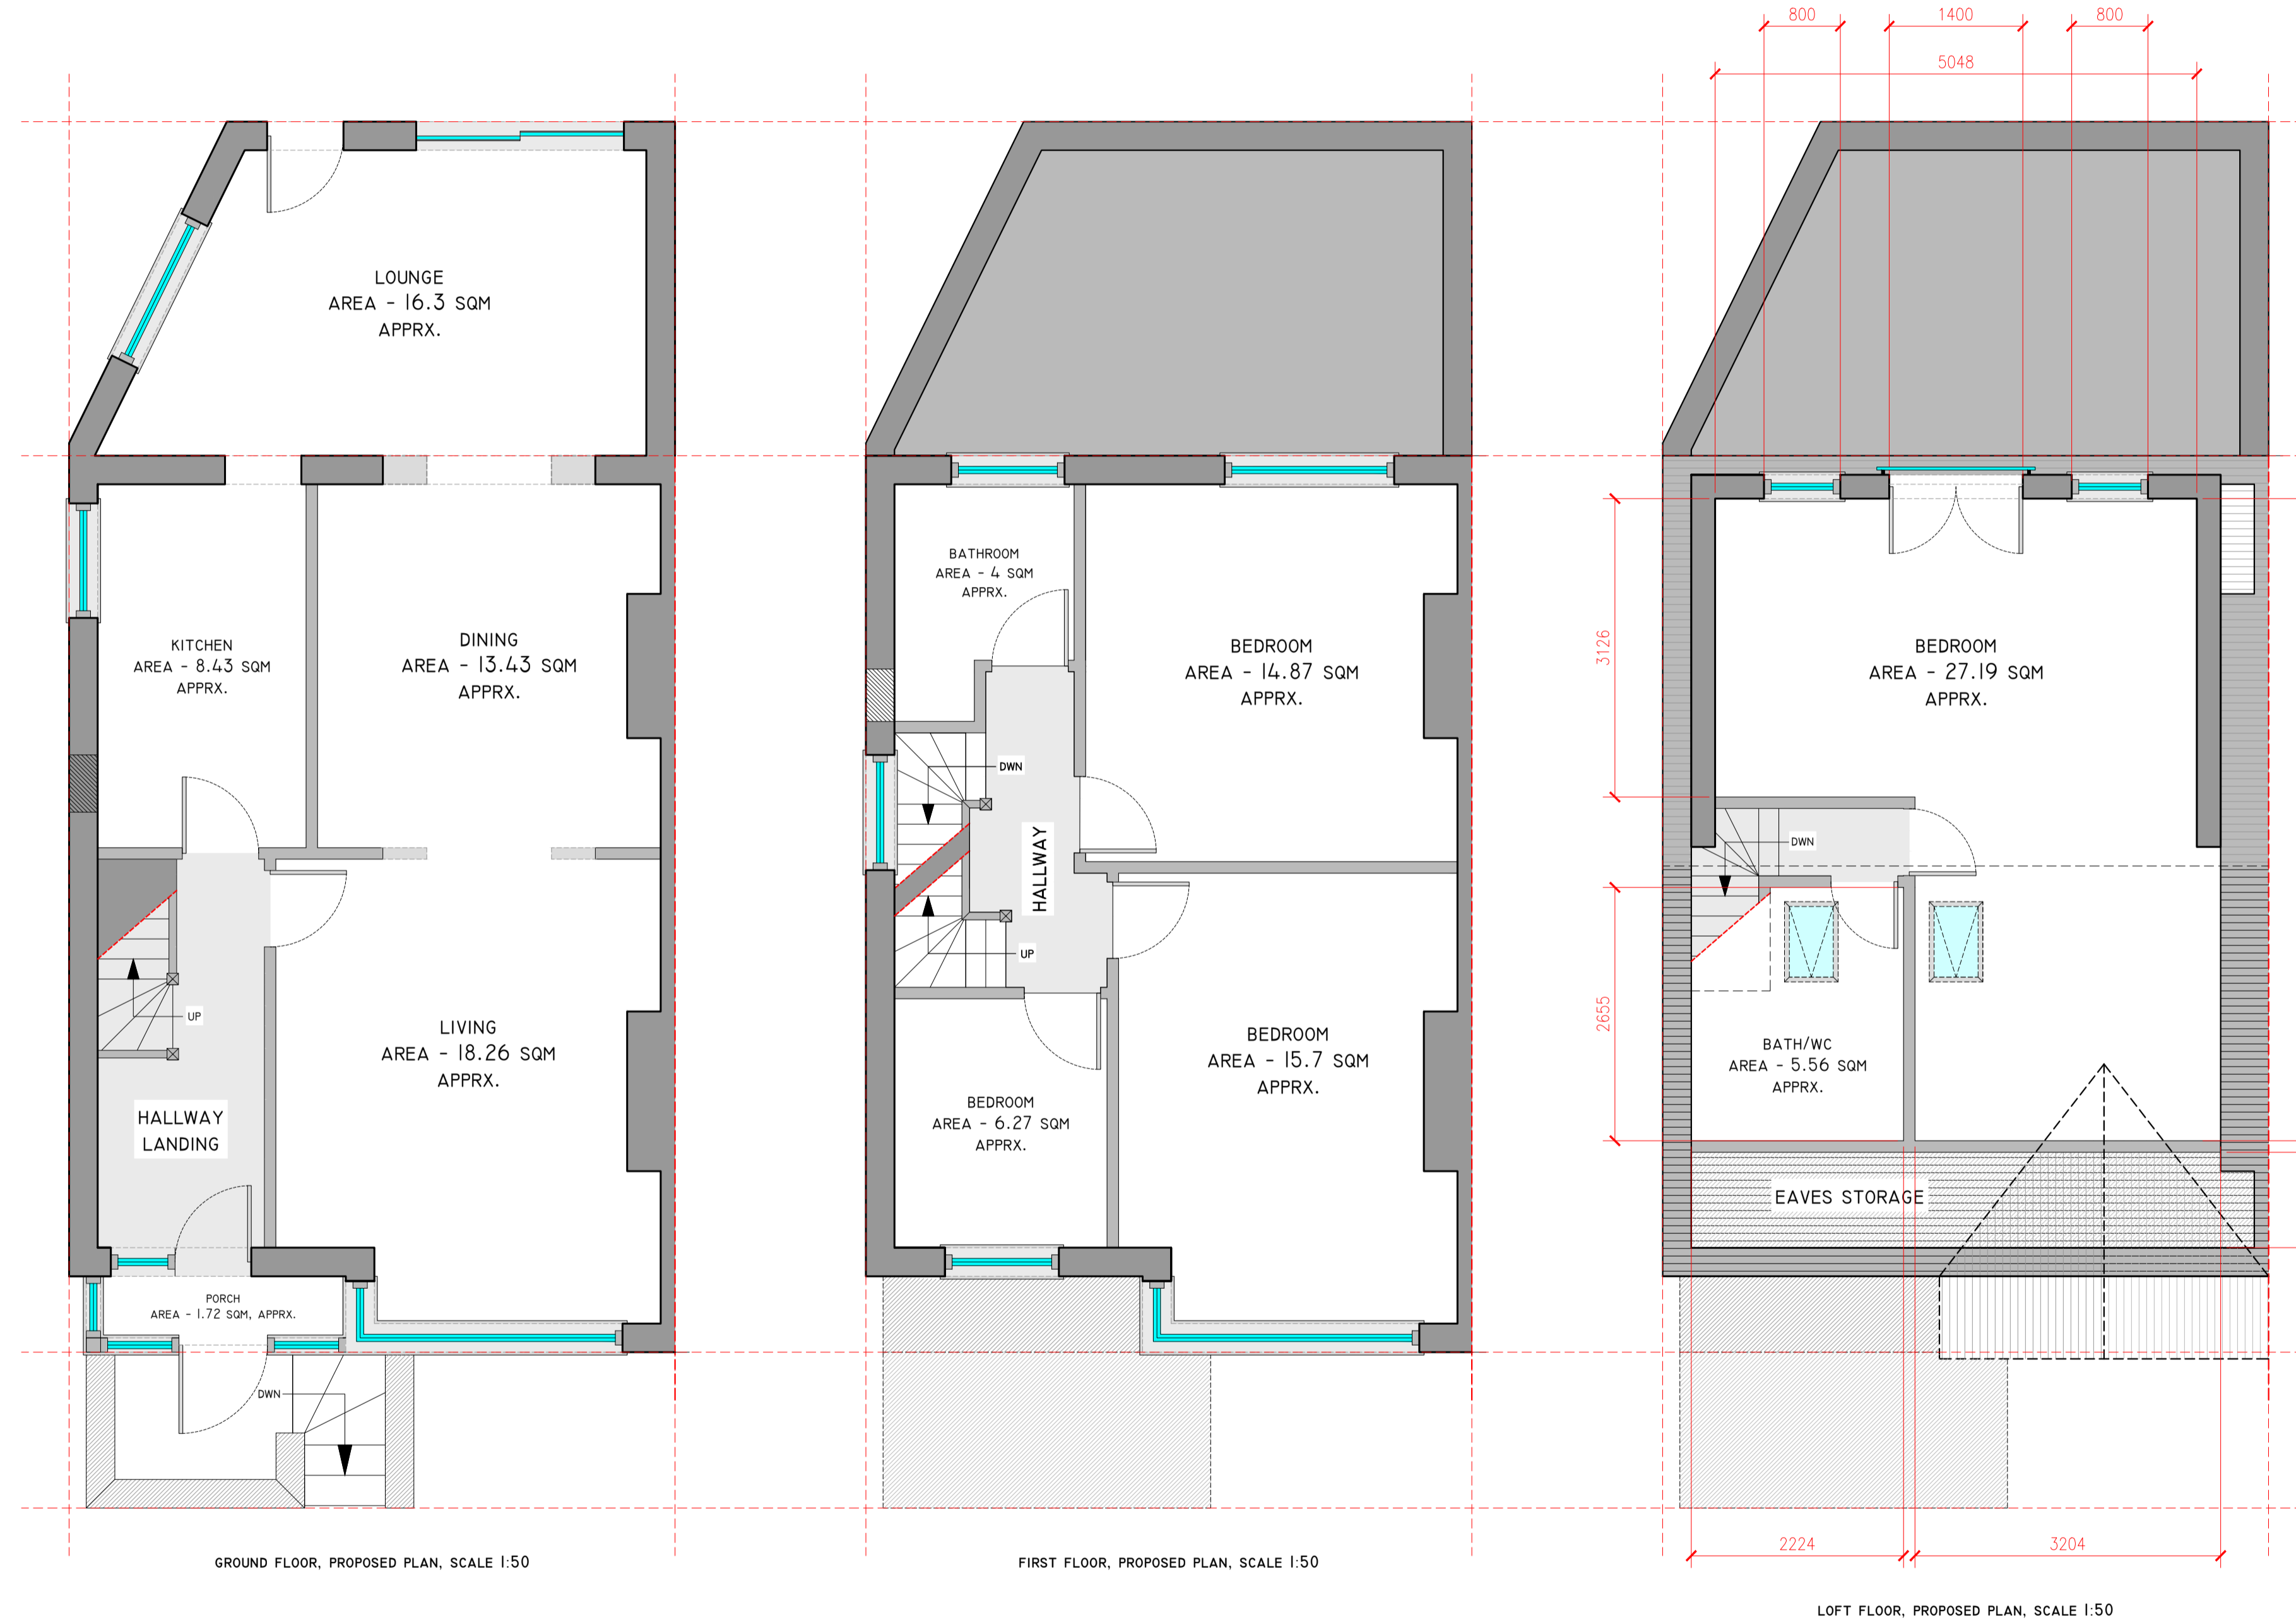 LOUNGE
AREA - 16.3 SQM
APPRX.
KITCHEN
AREA - 8.43 SQM
APPRX.
DINING
AREA - 13.43 SQM
APPRX.
UP
LIVING
AREA - 18.26 SQM
APPRX.
HALLWAY
LANDING
PORCH
AREA - 1.72 SQM, APPRX.
DWN
GROUND FLOOR, PROPOSED PLAN, SCALE 1:50
BATHROOM
AREA - 4 SQM
APPRX.
BEDROOM
AREA - 14.87 SQM
APPRX.
DWN
HALLWAY
UP
BEDROOM
AREA - 15.7 SQM
APPRX.
BEDROOM
AREA - 6.27 SQM
APPRX.
FIRST FLOOR, PROPOSED PLAN, SCALE 1:50
800
1400
800
5048
3126
BEDROOM
AREA - 27.19 SQM
APPRX.
DWN
2655
BATH/WC
AREA - 5.56 SQM
APPRX.
EAVES STORAGE
2224
3204
LOFT FLOOR, PROPOSED PLAN, SCALE 1:50